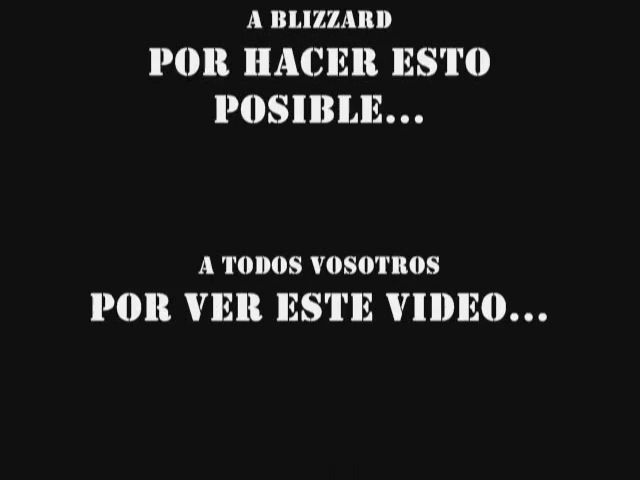 A BLIZZARD
POR HACER ESTO
POSIBLE...
A TODOS VOSOTROS
POR VER ESTE VIDEO...